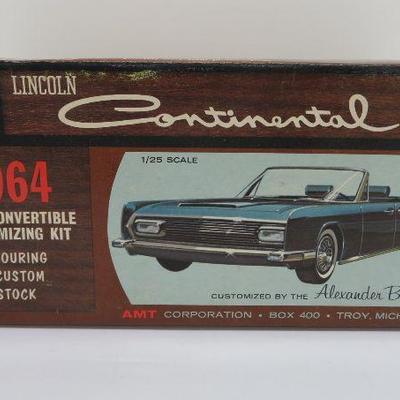 LINCOLN
Continental
964
CONVERTIBLE
MIZING KIT
OURING
CUSTOM
STOCK
1/25 SCALE
CUSTOMIZED BY THE Alexander B
AMT CORPORATION • BOX 400 • TROY, MICH